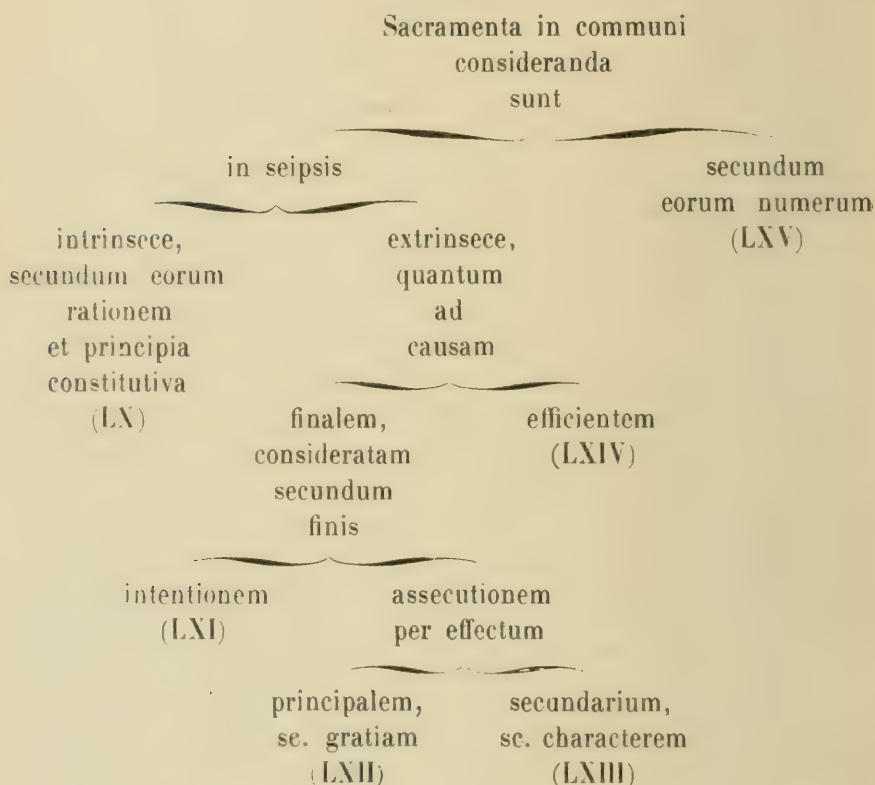 Sacramenta in communi
consideranda
sunt
in seipsis
secundum
eorum numerum
(LXV)
intrinsece,
secundum eorum
rationem
et principia
constitutiva
(LX)
extrinsece,
quantum
ad
causam
finalem,
consideratam
secundum
finis
efficientem
(LXIV)
intentionem
(LXI)
assecutionem
per effectum
principalem,
sc. gratiam
(LXII)
secundarium,
sc. characterem
(LXIII)